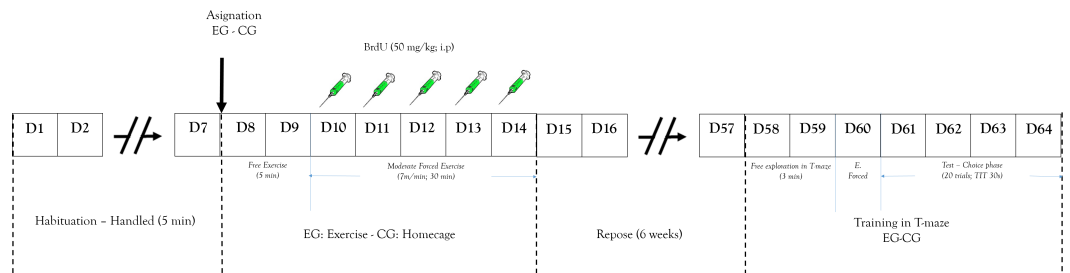 Asignation
EG - CG
BrdU (50 mg/kg; i.p)
D1 D2 D7 D8 D9 D10 D11 D12 D13 D14 D15 D16 D57 D58 D59 D60 D61 D62 D63 D64
Free Exercise
(5 min)
Moderate Forced Exercise
(7m/min; 30 min)
Free exploration in T-maze
(3 min)
E.
Forced
Test – Choice phase
(20 trials; TIT 30s)
Habituation – Handled (5 min)
EG: Exercise - CG: Homecage
Repose (6 weeks)
Training in T-maze
EG-CG